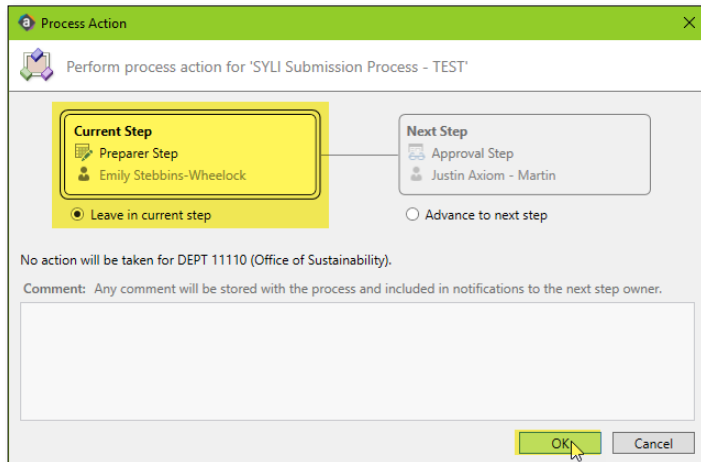 Process Action
Perform process action for 'SYLI Submission Process - TEST'
Current Step
Preparer Step
Emily Stebbins-Wheelock
Leave in current step
Next Step
Approval Step
Justin Axiom - Martin
Advance to next step
No action will be taken for DEPT 11110 (Office of Sustainability).
Comment: Any comment will be stored with the process and included in notifications to the next step owner.
OK
Cancel